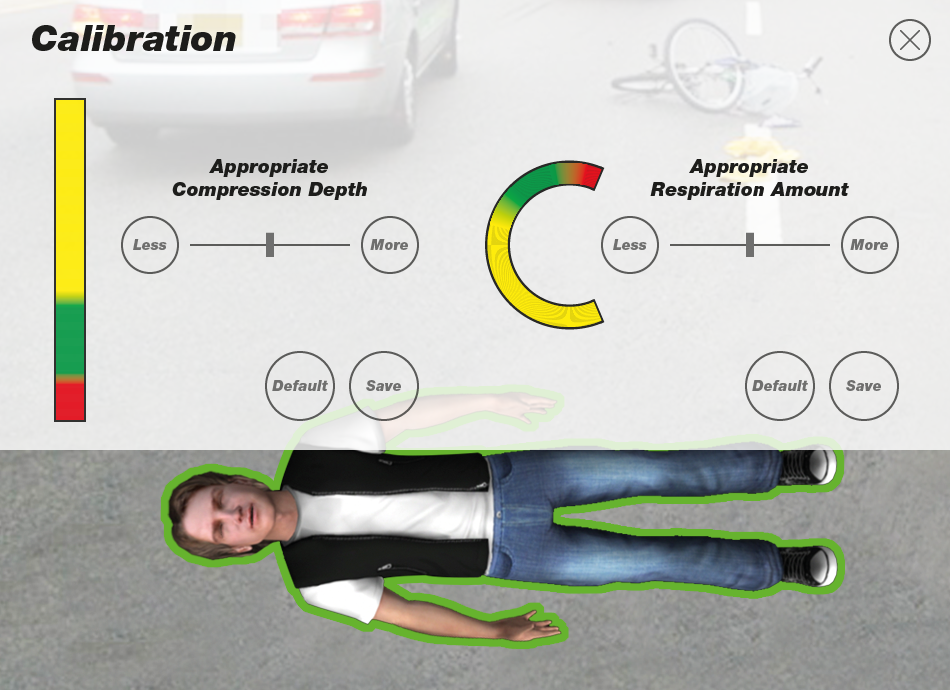 Calibration
Appropriate
Compression Depth
Less
More
Default
Save
Appropriate
Respiration Amount
Less
More
Default
Save